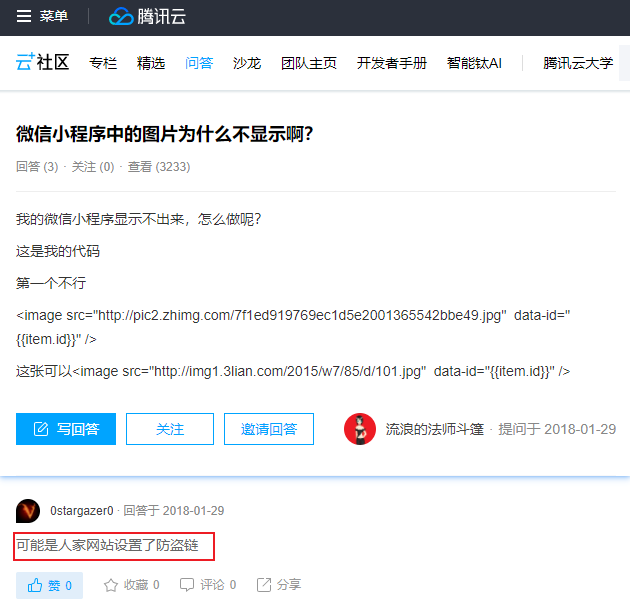 菜单 腾讯云
云+社区 专栏 精选 问答 沙龙 团队主页 开发者手册 智能钛AI 腾讯云大学
微信小程序中的图片为什么不显示啊?
回答 (3) · 关注 (0) · 查看 (3233)
我的微信小程序显示不出来，怎么做呢?
这是我的代码
第一个不行
<image src="http://pic2.zhimg.com/7f1ed919769ec1d5e2001365542bbe49.jpg" data-id="
{{item.id}}" />
这张可以<image src="http://img1.3lian.com/2015/w7/85/d/101.jpg" data-id="{{item.id}}" />
写回答 关注 邀请回答 流浪的法师斗篷 · 提问于 2018-01-29
0stargazer0 · 回答于 2018-01-29
可能是人家网站设置了防盗链
赞 0 收藏 0 评论 0 分享